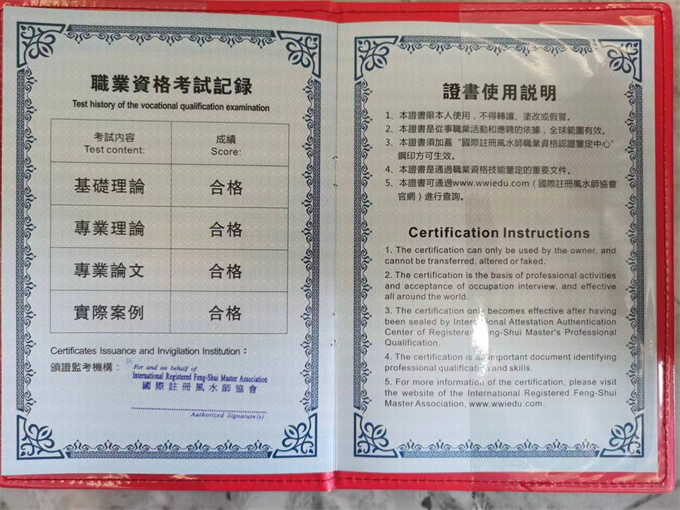 職業資格考試記録
Test history of the vocational qualification examination
考試内容 成績
Test content: Score:
基礎理論 合格
專業理論 合格
專業論文 合格
實際案例 合格
Certificates Issuance and Invigilation Institution：
頒證監考機構：
For and on behalf of
International Registered Feng-Shui Master Association
國際註冊風水師協會
Authorized Signature(s)
證書使用説明
1、本證書限本人使用，不得轉讓、塗改或假冒。
2、本證書是從事職業活動和應聘的依據，全球範圍有效。
3、本證書須加蓋“國際註冊風水師職業資格認證鑒定中心”
鋼印方可生效。
4、本證書是通過職業資格技能鑒定的重要文件。
5、本證書可通過www.wwiedu.com（國際註冊風水師協會
官網）進行查詢。
Certification Instructions
1. The certification can only be used by the owner, and
cannot be transferred, altered or faked.
2. The certification is the basis of professional activities
and acceptance of occupation interview, and effective
all around the world.
3. The certification only becomes effective after having
been sealed by International Attestation Authentication
Center of Registered Feng-Shui Master's Professional
Qualification.
4. The certification is an important document identifying
professional qualification and skills.
5. For more information of the certification, please visit
the website of the International Registered Feng-Shui
Master Association, www.wwiedu.com.